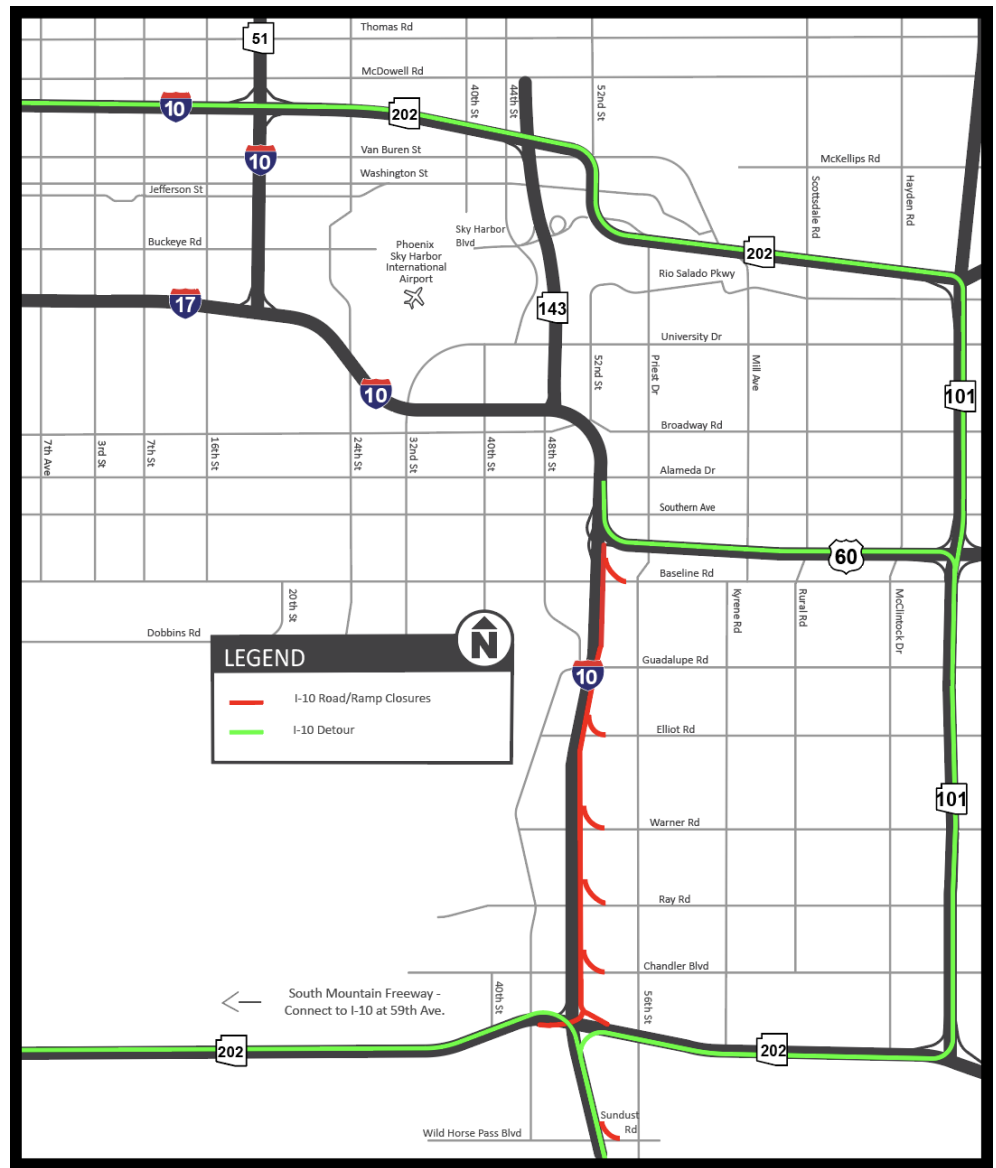 51
Thomas Rd
McDowell Rd
10
202
40th St
44th St
52nd St
10
Van Buren St
Washington St
McKellips Rd
Jefferson St
Scottsdale Rd
Hayden Rd
Buckeye Rd
Sky Harbor
Blvd
Phoenix
Sky Harbor
International
Airport
202
Rio Salado Pkwy
17
143
University Dr
52nd St
Priest Dr
Mill Ave
10
101
Broadway Rd
7th Ave
3rd St
7th St
16th St
24th St
32nd St
40th St
48th St
Alameda Dr
Southern Ave
60
Baseline Rd
20th St
Kyrene Rd
Rural Rd
McClintock Dr
Dobbins Rd
N
LEGEND
I-10 Road/Ramp Closures
I-10 Detour
Guadalupe Rd
10
Elliot Rd
101
Warner Rd
Ray Rd
Chandler Blvd
South Mountain Freeway -
Connect to I-10 at 59th Ave.
40th St
56th St
202
202
Sundust
Rd
Wild Horse Pass Blvd